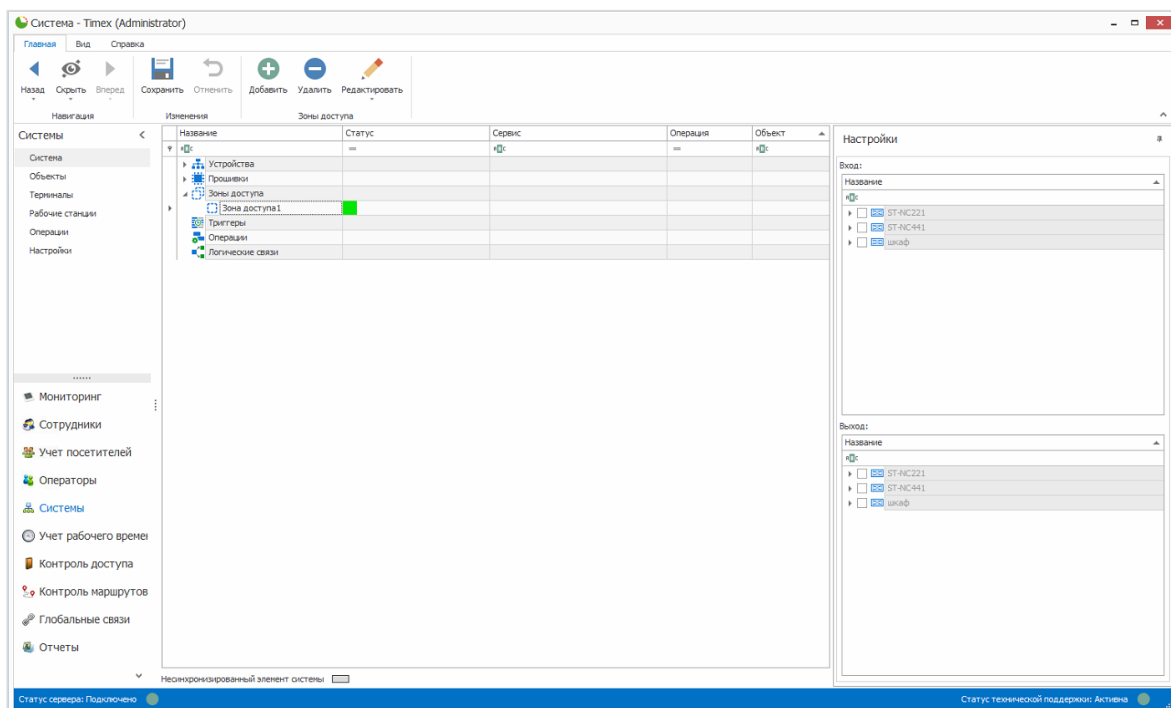 Система - Timex (Administrator)
Главная Вид Справка
Назад Скрыть Вперед Сохранить Отменить Добавить Удалить Редактировать
Навигация Изменения Зоны доступа
Системы
Система
Объекты
Терминалы
Рабочие станции
Операции
Настройки
Мониторинг
Сотрудники
Учет посетителей
Операторы
Системы
Учет рабочего времен
Контроль доступа
Контроль маршрутов
Глобальные связи
Отчеты
Название Статус Сервис Операция Объект
Устройства
Прошивки
Зоны доступа
Зона доступа1
Триггеры
Операции
Логические связи
Несинхронизированный элемент системы
Настройки
Вход:
Название
ST-NC221
ST-NC441
шкаф
Выход:
Название
ST-NC221
ST-NC441
шкаф
Статус сервера: Подключено Статус технической поддержки: Активна